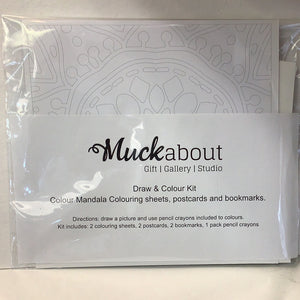 Muckabout
Gift | Gallery | Studio
Draw & Colour Kit
Colour Mandala Colouring sheets, postcards and bookmarks.
Directions: draw a picture and use pencil crayons included to colours.
Kit includes: 2 colouring sheets, 2 postcards, 2 bookmarks, 1 pack pencil crayons